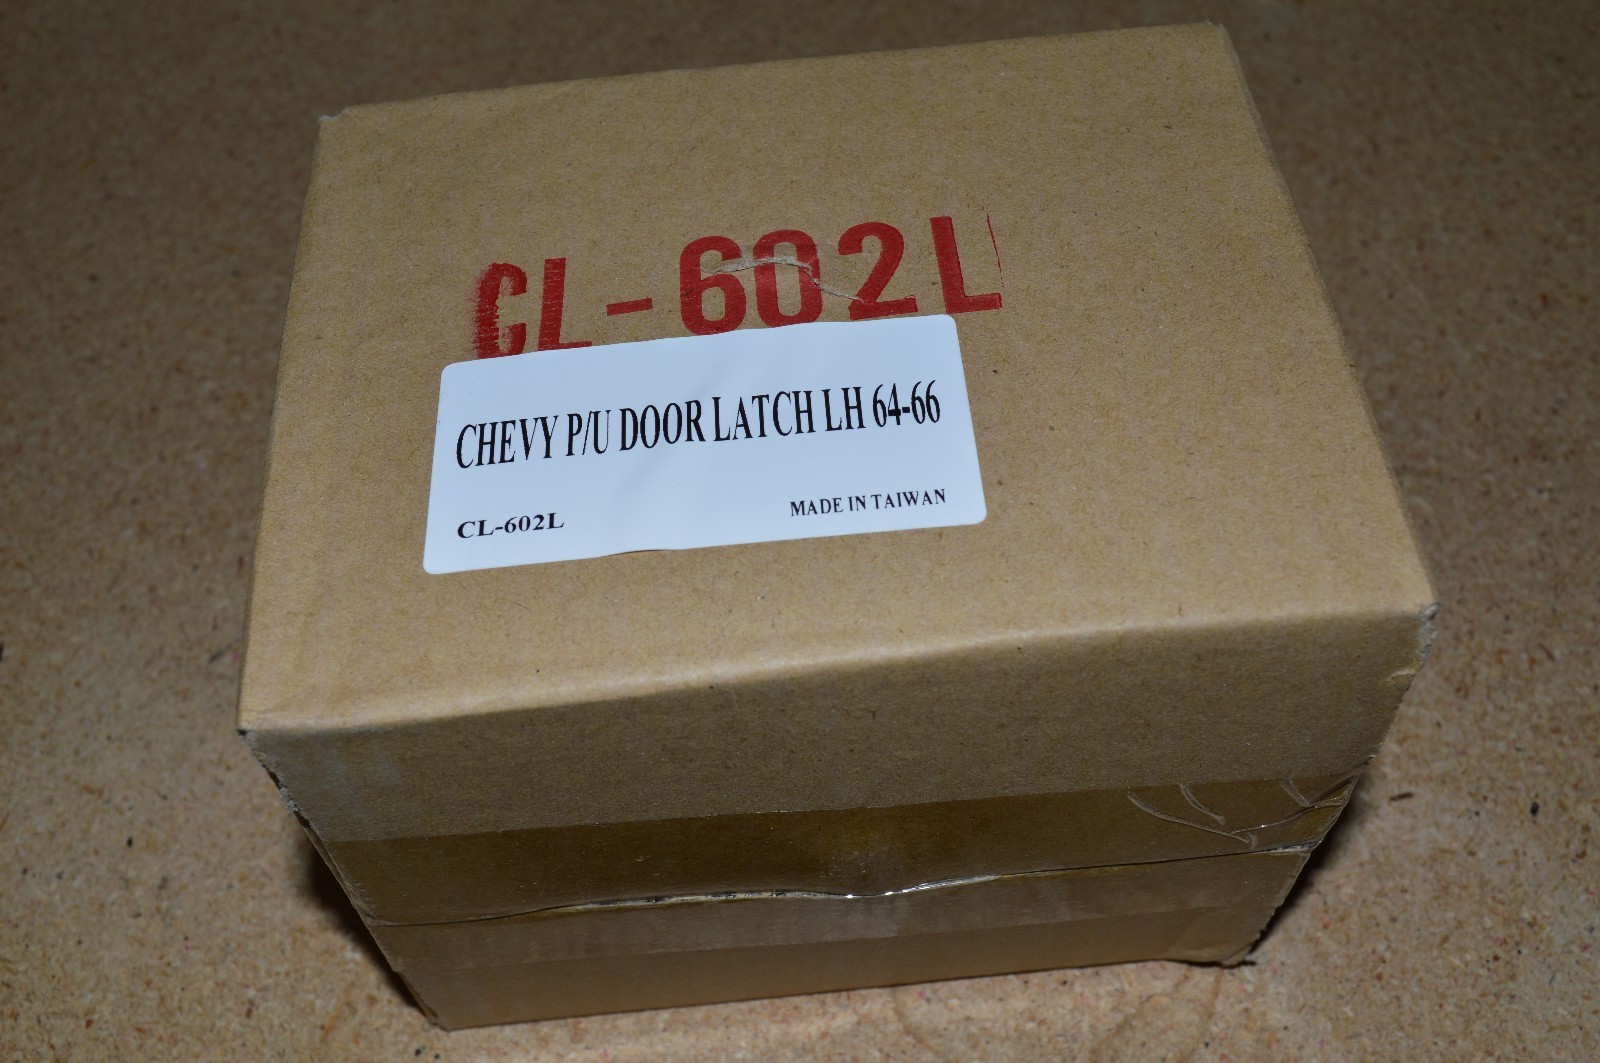 CL-602L
CHEVY P/U DOOR LATCH LH 64-66
CL-602L
MADE IN TAIWAN